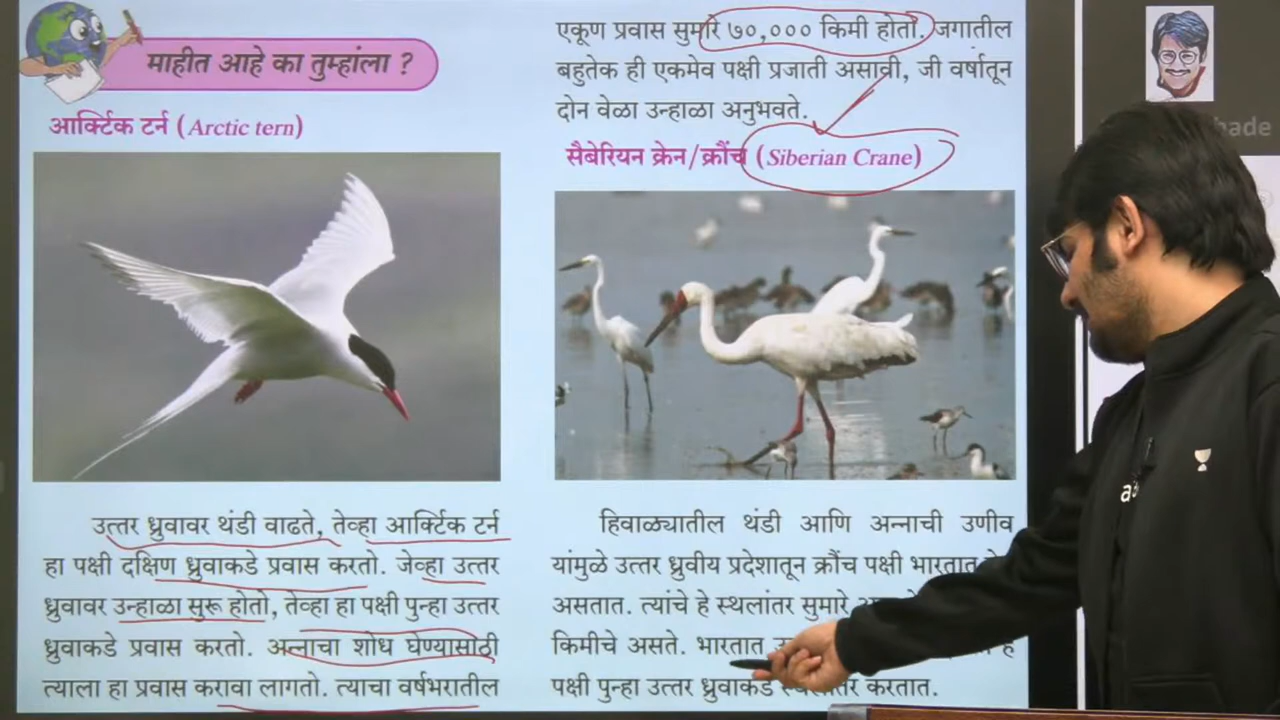 माहीत आहे का तुम्हांला ?
आर्क्टिक टर्न (Arctic tern)
उत्तर ध्रुवावर थंडी वाढते, तेव्हा आर्क्टिक टर्न
हा पक्षी दक्षिण ध्रुवाकडे प्रवास करतो. जेव्हा उत्तर
ध्रुवावर उन्हाळा सुरू होतो, तेव्हा हा पक्षी पुन्हा उत्तर
ध्रुवाकडे प्रवास करतो. अन्नाचा शोध घेण्यासाठी
त्याला हा प्रवास करावा लागतो. त्याचा वर्षभरातील
एकूण प्रवास सुमारे ७०,००० किमी होतो. जगातील
बहुतेक ही एकमेव पक्षी प्रजाती असावी, जी वर्षातून
दोन वेळा उन्हाळा अनुभवते.
सैबेरियन क्रेन/क्रौंच (Siberian Crane)
हिवाळ्यातील थंडी आणि अन्नाची उणीव
यांमुळे उत्तर ध्रुवीय प्रदेशातून क्रौंच पक्षी भारतात
असतात. त्यांचे हे स्थलांतर सुमारे
किमीचे असते. भारतात
पक्षी पुन्हा उत्तर ध्रुवाकडे स्थलांतर करतात.